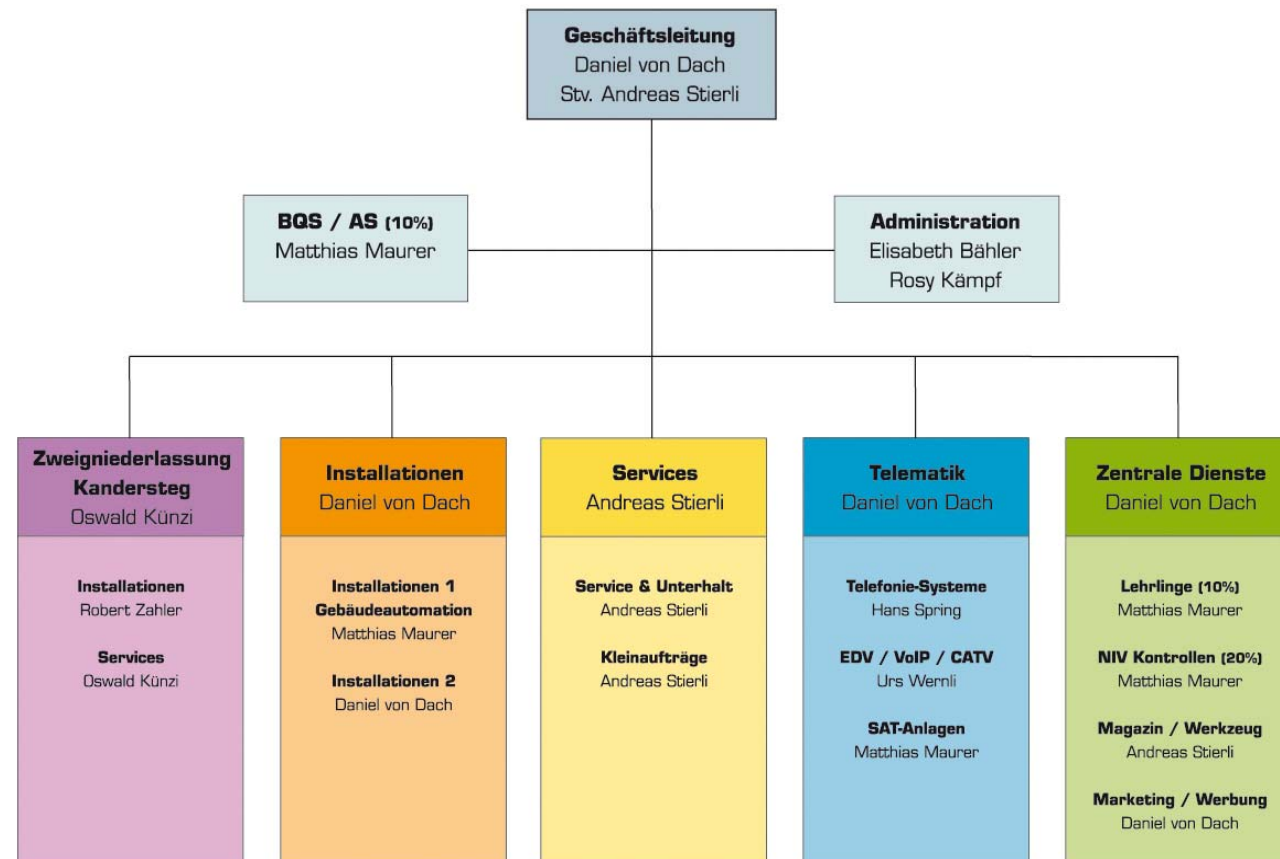 Geschäftsleitung
Daniel von Dach
Stv. Andreas Stierli
BQS / AS (10%)
Matthias Maurer
Administration
Elisabeth Bähler
Rosy Kämpf
Zweigniederlassung
Kandersteg
Oswald Künzi
Installationen
Robert Zahler
Services
Oswald Künzi
Installationen
Daniel von Dach
Installationen 1
Gebäudeautomation
Matthias Maurer
Installationen 2
Daniel von Dach
Services
Andreas Stierli
Service & Unterhalt
Andreas Stierli
Kleinaufträge
Andreas Stierli
Telematik
Daniel von Dach
Telefonie-Systeme
Hans Spring
EDV / VoIP / CATV
Urs Wernli
SAT-Anlagen
Matthias Maurer
Zentrale Dienste
Daniel von Dach
Lehrlinge (10%)
Matthias Maurer
NIV Kontrollen (20%)
Matthias Maurer
Magazin / Werkzeug
Andreas Stierli
Marketing / Werbung
Daniel von Dach